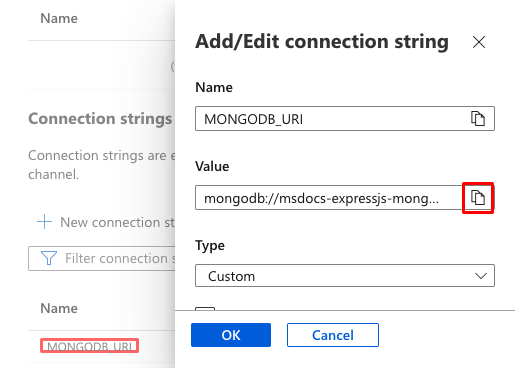 Name
Connection strings
Connection strings are e
channel.
New connection st
Filter connection s
Name
MONGODB_URI
Add/Edit connection string
Name
MONGODB_URI
Value
mongodb://msdocs-expressjs-mong...
Type
Custom
OK
Cancel